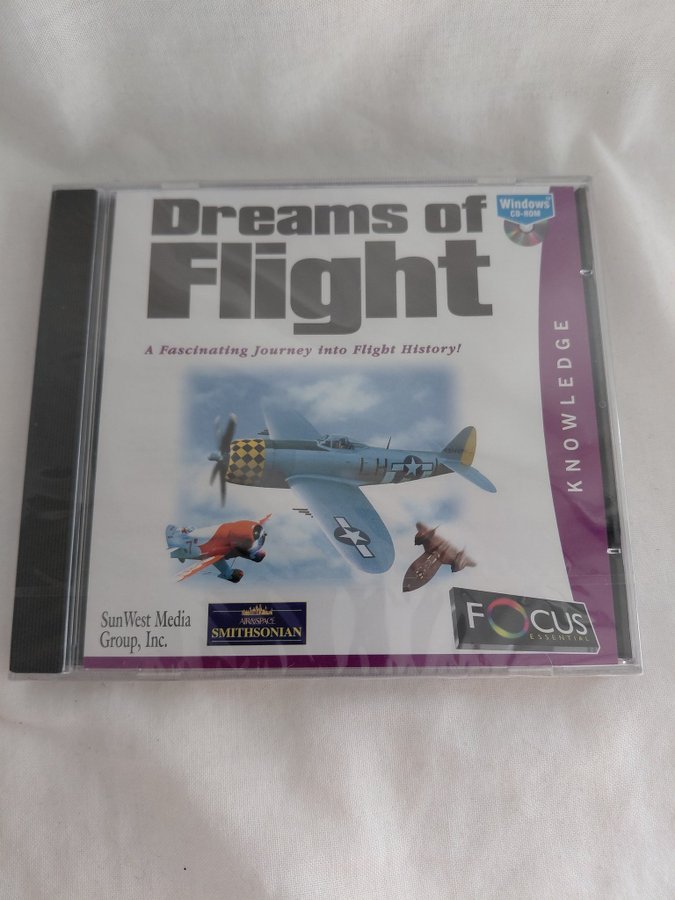 Dreams of
Flight
Windows
CD-ROM
A Fascinating Journey into Flight History!
KNOWLEDGE
LH
SunWest Media
Group, Inc.
AIR&SPACE
SMITHSONIAN
FOCUS
ESSENTIAL